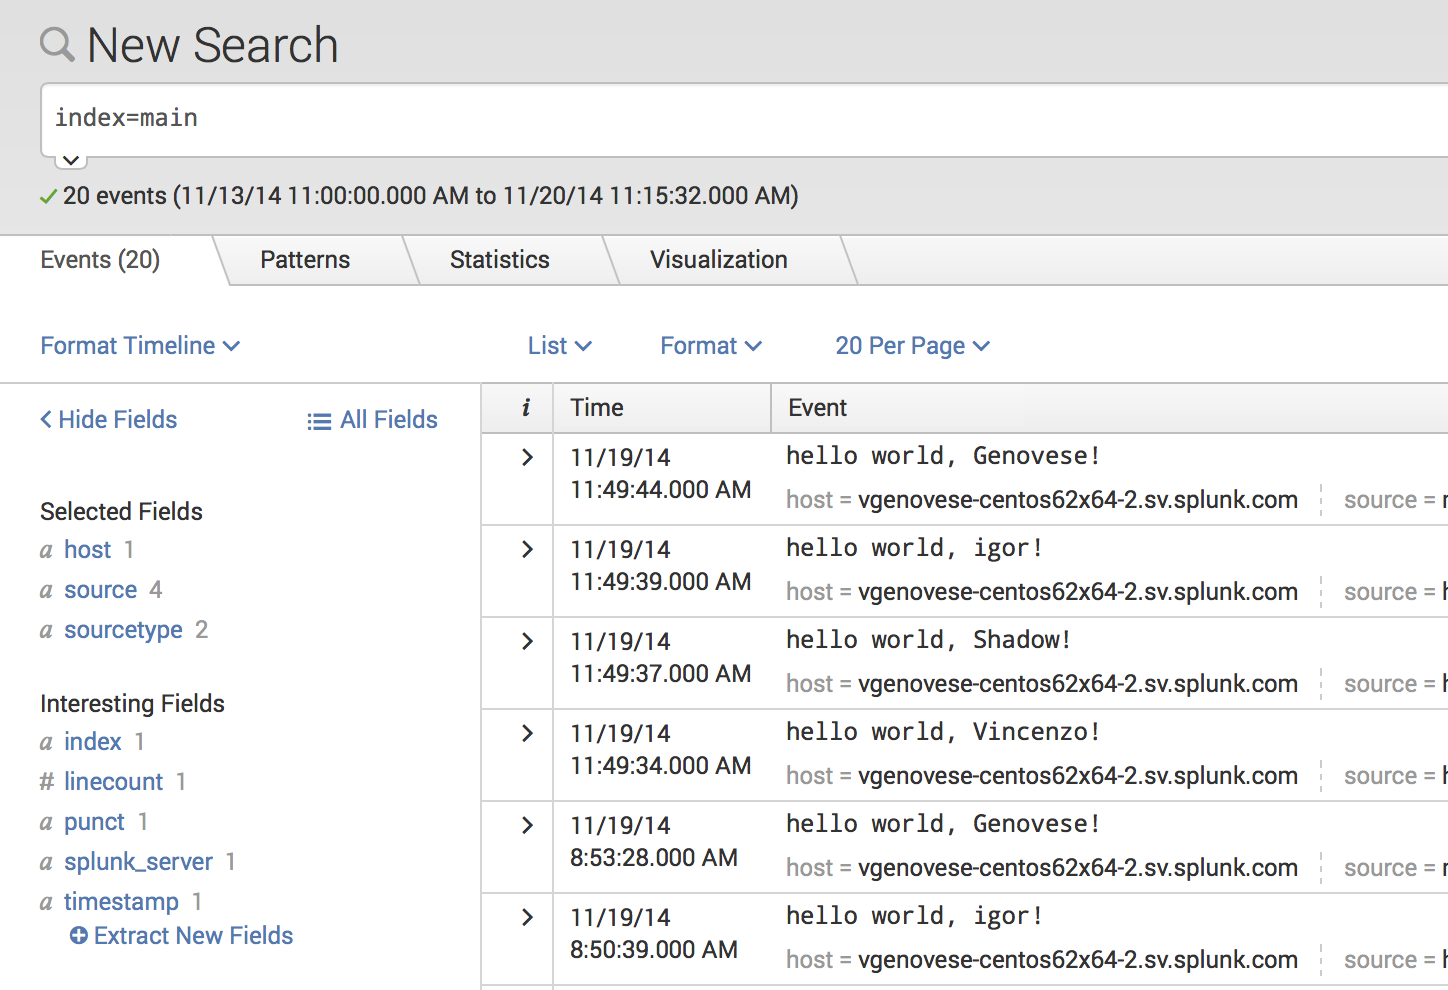 New Search
index=main
20 events (11/13/14 11:00:00.000 AM to 11/20/14 11:15:32.000 AM)
Events (20) Patterns Statistics Visualization
Format Timeline List Format 20 Per Page
Hide Fields All Fields
Selected Fields
a host 1
a source 4
a sourcetype 2
Interesting Fields
a index 1
# linecount 1
a punct 1
a splunk_server 1
a timestamp 1
Extract New Fields
i Time Event
11/19/14
11:49:44.000 AM
hello world, Genovese!
host = vgenovese-centos62x64-2.sv.splunk.com source =
11/19/14
11:49:39.000 AM
hello world, igor!
host = vgenovese-centos62x64-2.sv.splunk.com source =
11/19/14
11:49:37.000 AM
hello world, Shadow!
host = vgenovese-centos62x64-2.sv.splunk.com source =
11/19/14
11:49:34.000 AM
hello world, Vincenzo!
host = vgenovese-centos62x64-2.sv.splunk.com source =
11/19/14
8:53:28.000 AM
hello world, Genovese!
host = vgenovese-centos62x64-2.sv.splunk.com source =
11/19/14
8:50:39.000 AM
hello world, igor!
host = vgenovese-centos62x64-2.sv.splunk.com source =